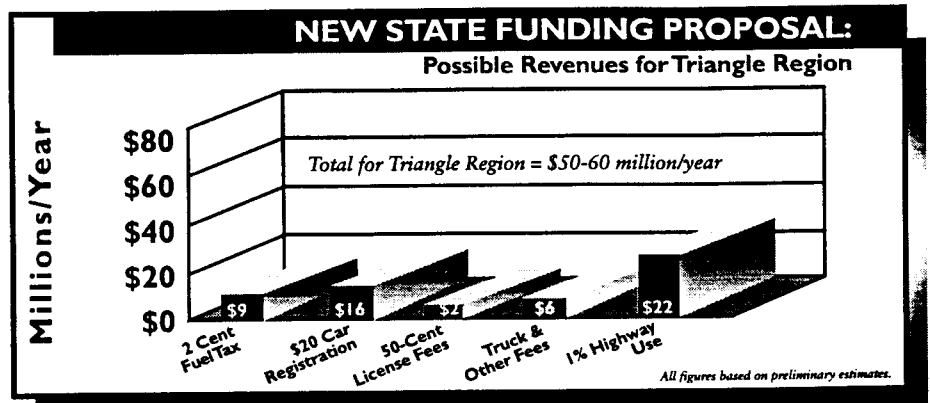 NEW STATE FUNDING PROPOSAL:
Possible Revenues for Triangle Region
Millions/Year
$80
$60
$40
$20
$0
Total for Triangle Region = $50-60 million/year
$9
$16
$2
$6
$22
2 Cent
Fuel Tax
$20 Car
Registration
50-Cent
License Fees
Truck &
Other Fees
1% Highway
Use
All figures based on preliminary estimates.